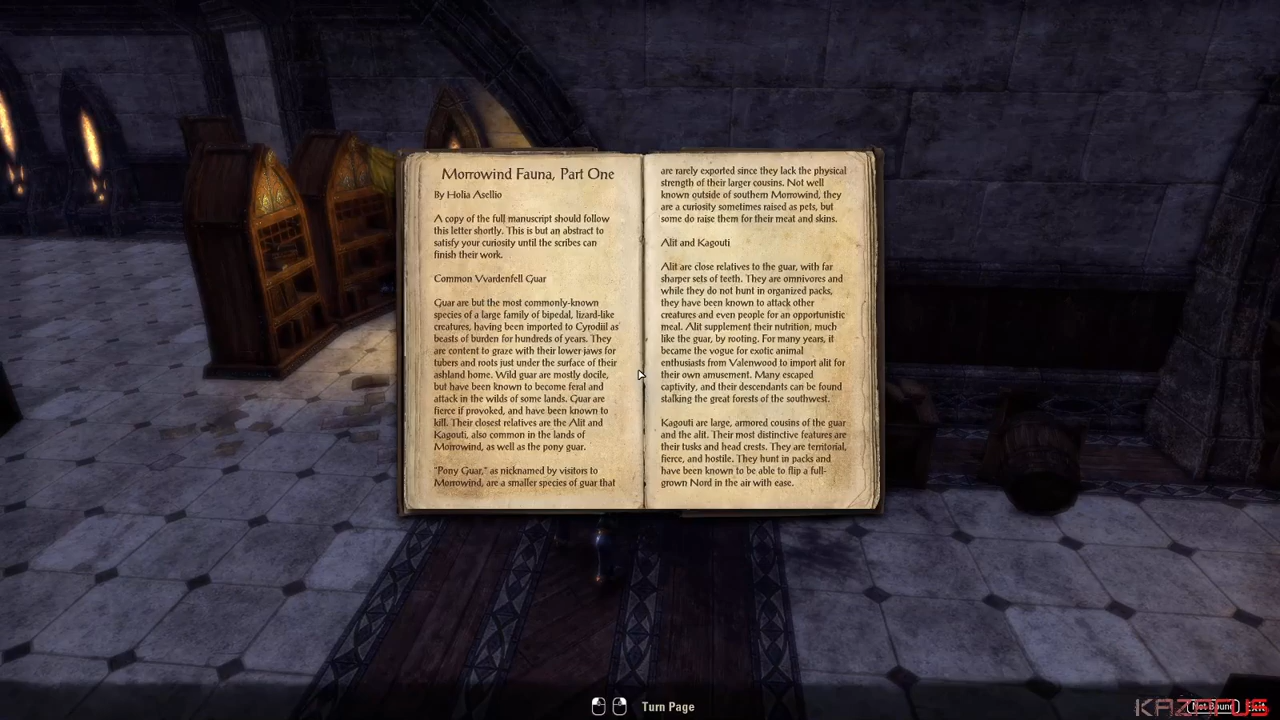 Morrowind Fauna, Part One
By Holia Asellio
A copy of the full manuscript should follow
this letter shortly. This is but an abstract to
satisfy your curiosity until the scribes can
finish their work.
Common Vvardenfell Guar
Guar are but the most commonly-known
species of a large family of bipedal, lizard-like
creatures, having been imported to Cyrodiil as
beasts of burden for hundreds of years. They
are content to graze with their lower jaws for
tubers and roots just under the surface of their
ashland home. Wild guar are mostly docile,
but have been known to become feral and
attack in the wilds of some lands. Guar are
fierce if provoked, and have been known to
kill. Their closest relatives are the Alit and
Kagouti, also common in the lands of
Morrowind, as well as the pony guar.
"Pony Guar," as nicknamed by visitors to
Morrowind, are a smaller species of guar that
are rarely exported since they lack the physical
strength of their larger cousins. Not well
known outside of southern Morrowind, they
are a curiosity sometimes raised as pets, but
some do raise them for their meat and skins.
Alit and Kagouti
Alit are close relatives to the guar, with far
sharper sets of teeth. They are omnivores and
while they do not hunt in organized packs,
they have been known to attack other
creatures and even people for an opportunistic
meal. Alit supplement their nutrition, much
like the guar, by rooting. For many years, it
became the vogue for exotic animal
enthusiasts from Valenwood to import alit for
their own amusement. Many escaped
captivity, and their descendants can be found
stalking the great forests of the southwest.
Kagouti are large, armored cousins of the guar
and the alit. Their most distinctive features are
their tusks and head crests. They are territorial,
fierce, and hostile. They hunt in packs and
have been known to be able to flip a full-
grown Nord in the air with ease.
Turn Page
KAZAFUS
Not Bound Exit